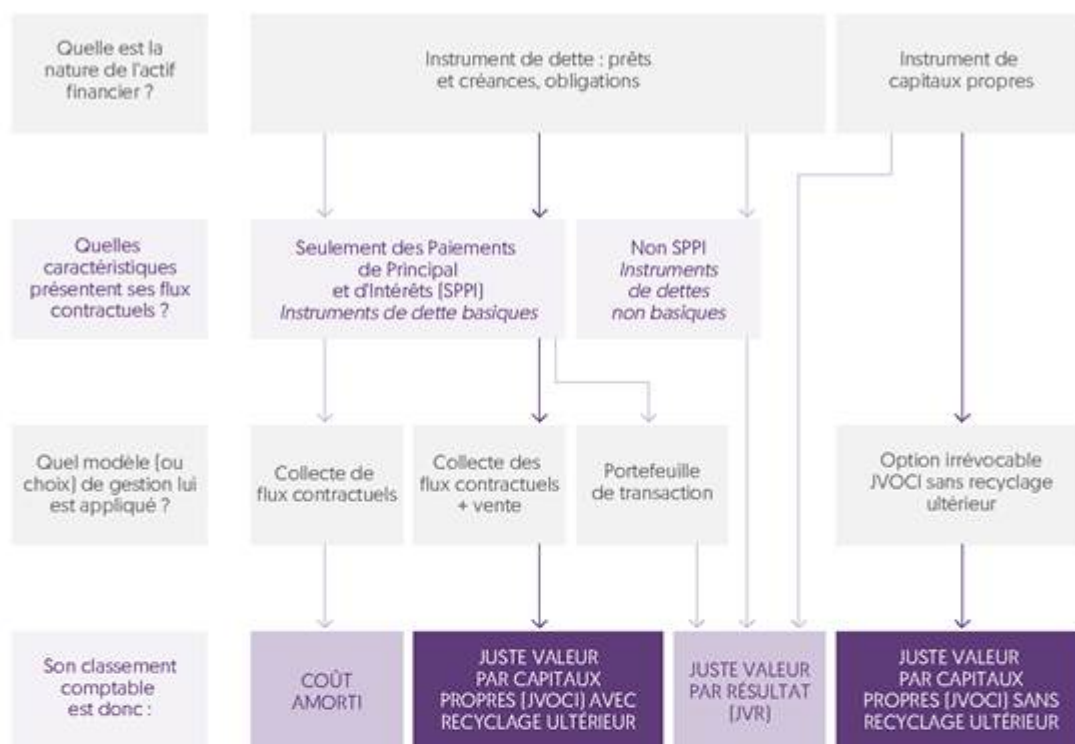 Quelle est la
nature de l'actif
financier ?
Instrument de dette : prêts
et créances, obligations
Instrument de
capitaux propres
Quelles
caractéristiques
présentent ses flux
contractuels ?
Seulement des Paiements
de Principal
et d'Intérêts (SPPI)
Instruments de dette basiques
Non SPPI
Instruments
de dettes
non basiques
Quel modèle (ou
choix) de gestion lui
est appliqué ?
Collecte de
flux contractuels
Collecte des
flux contractuels
+ vente
Portefeuille
de transaction
Option irrévocable
JVOCI sans recyclage
ultérieur
Son classement
comptable
est donc :
COÛT
AMORTI
JUSTE VALEUR
PAR CAPITAUX
PROPRES (JVOCI) AVEC
RECYCLAGE ULTÉRIEUR
JUSTE VALEUR
PAR RÉSULTAT
(JVR)
JUSTE VALEUR
PAR CAPITAUX
PROPRES (JVOCI) SANS
RECYCLAGE ULTÉRIEUR